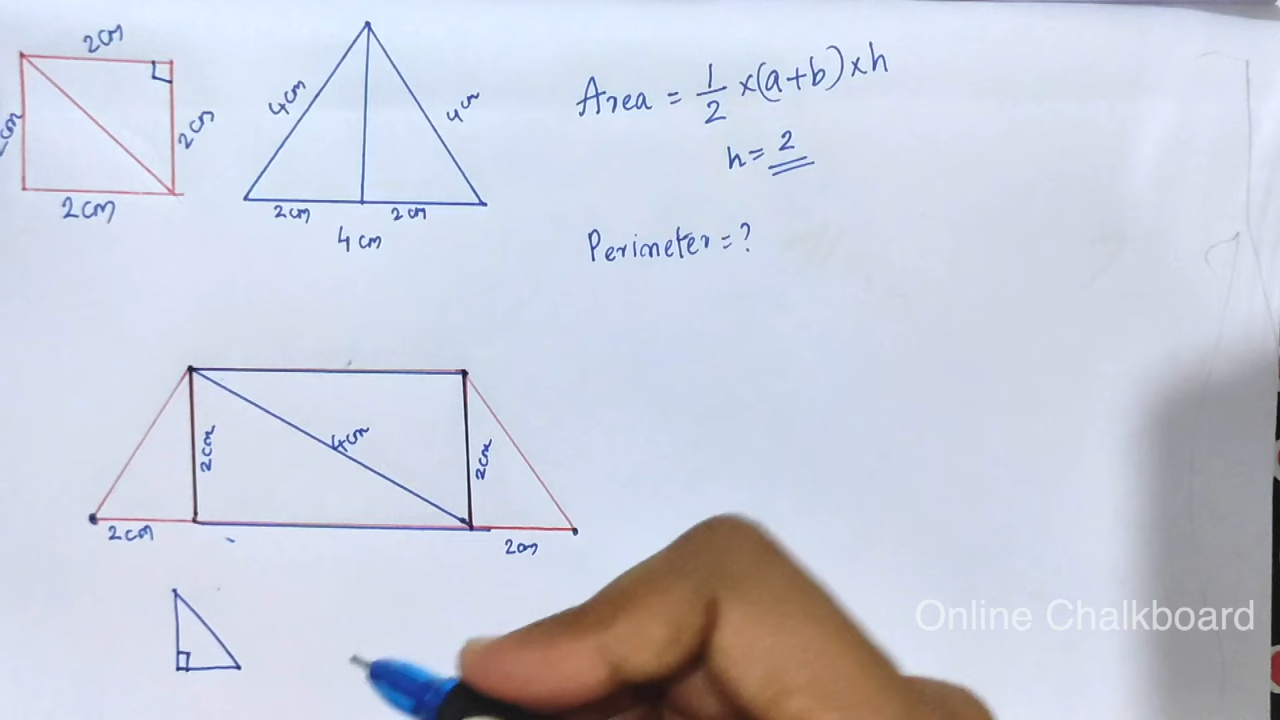 2cm
2cm
2cm
2cm
4cm
4cm
2cm
2cm
4cm
Area = 1/2 ×(a+b)×h
h= 2
Perimeter = ?
2cm
4cm
2cm
2cm
2cm
Online Chalkboard